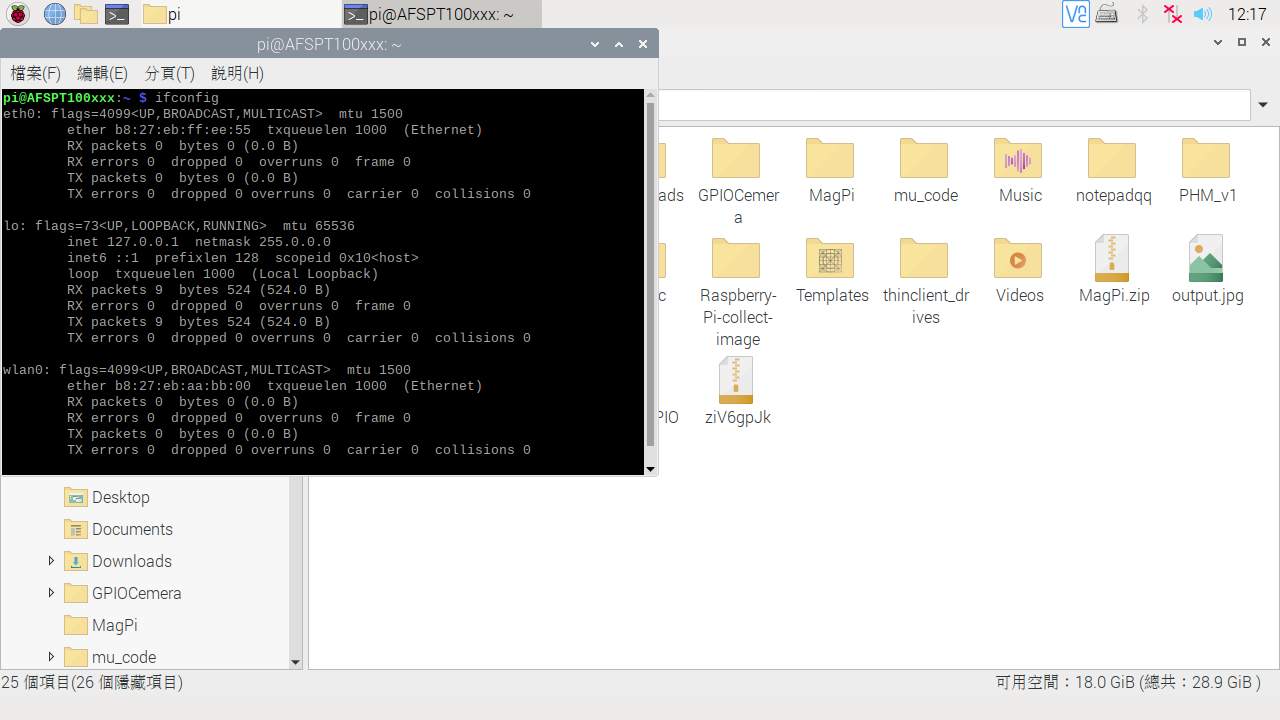 pi
pi@AFSPT100xxx: ~
12:17
pi@AFSPT100xxx: ~
檔案(F) 編輯(E) 分頁(T) 說明(H)
pi@AFSPT100xxx:~ $ ifconfig
eth0: flags=4099<UP,BROADCAST,MULTICAST>  mtu 1500
        ether b8:27:eb:ff:ee:55  txqueuelen 1000  (Ethernet)
        RX packets 0  bytes 0 (0.0 B)
        RX errors 0  dropped 0  overruns 0  frame 0
        TX packets 0  bytes 0 (0.0 B)
        TX errors 0  dropped 0 overruns 0  carrier 0  collisions 0
lo: flags=73<UP,LOOPBACK,RUNNING>  mtu 65536
        inet 127.0.0.1  netmask 255.0.0.0
        inet6 ::1  prefixlen 128  scopeid 0x10<host>
        loop  txqueuelen 1000  (Local Loopback)
        RX packets 9  bytes 524 (524.0 B)
        RX errors 0  dropped 0  overruns 0  frame 0
        TX packets 9  bytes 524 (524.0 B)
        TX errors 0  dropped 0 overruns 0  carrier 0  collisions 0
wlan0: flags=4099<UP,BROADCAST,MULTICAST>  mtu 1500
        ether b8:27:eb:aa:bb:00  txqueuelen 1000  (Ethernet)
        RX packets 0  bytes 0 (0.0 B)
        RX errors 0  dropped 0  overruns 0  frame 0
        TX packets 0  bytes 0 (0.0 B)
        TX errors 0  dropped 0 overruns 0  carrier 0  collisions 0
ads
GPIOCemer
a
MagPi
mu_code
Music
notepadqq
PHM_v1
c
Raspberry-
Pi-collect-
image
Templates
thinclient_dr
ives
Videos
MagPi.zip
output.jpg
PIO
ziV6gpJk
Desktop
Documents
Downloads
GPIOCemera
MagPi
mu_code
25 個項目(26 個隱藏項目)
可用空間：18.0 GiB (總共：28.9 GiB )